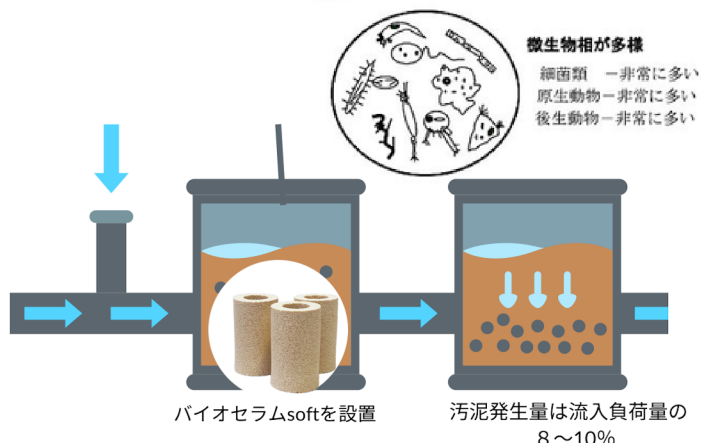 微生物相が多様
細菌類 －非常に多い
原生動物－非常に多い
後生動物－非常に多い
バイオセラムsoftを設置
汚泥発生量は流入負荷量の
8～10%